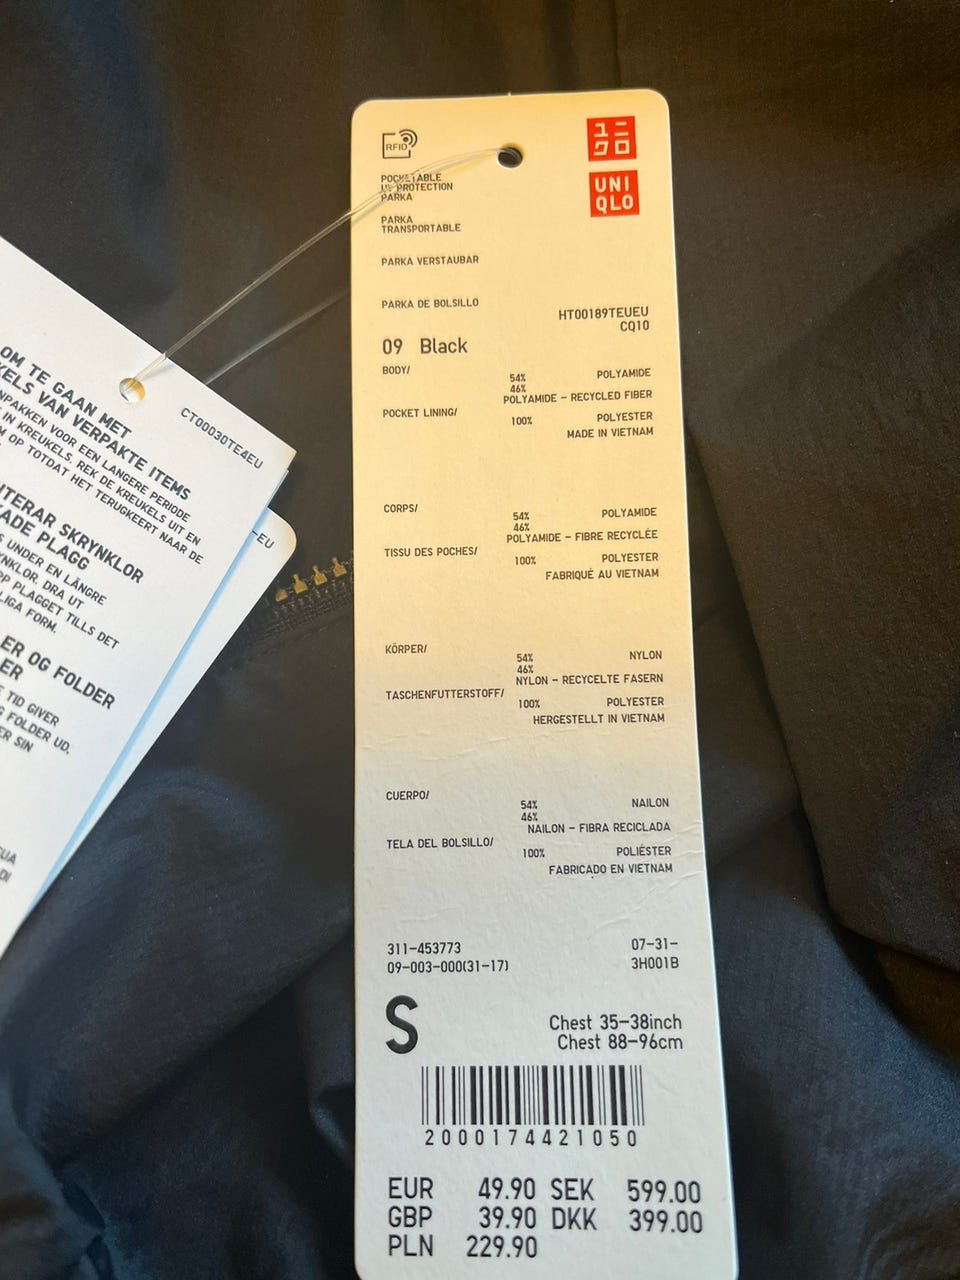 RFID
ユニ
クロ
UNI
QLO
POCKETABLE
UV PROTECTION
PARKA
PARKA
TRANSPORTABLE
PARKA VERSTAUBAR
PARKA DE BOLSILLO
HT00189TEUEU
CQ10
09 Black
BODY/
54% POLYAMIDE
46%
POLYAMIDE - RECYCLED FIBER
POCKET LINING/
100% POLYESTER
MADE IN VIETNAM
CORPS/
54% POLYAMIDE
46%
POLYAMIDE - FIBRE RECYCLÉE
TISSU DES POCHES/
100% POLYESTER
FABRIQUÉ AU VIETNAM
KÖRPER/
54% NYLON
46%
NYLON - RECYCELTE FASERN
TASCHENFUTTERSTOFF/
100% POLYESTER
HERGESTELLT IN VIETNAM
CUERPO/
54% NAILON
46%
NAILON - FIBRA RECICLADA
TELA DEL BOLSILLO/
100% POLIÉSTER
FABRICADO EN VIETNAM
311-453773 07-31-
09-003-000(31-17) 3H001B
S
Chest 35-38inch
Chest 88-96cm
2000174421050
EUR 49.90 SEK 599.00
GBP 39.90 DKK 399.00
PLN 229.90
CT00030TE4EU
OM TE GAAN MET
KELS VAN VERPAKTE ITEMS
NPAKKEN VOOR EEN LANGERE PERIODE
IN KREUKELS. REK DE KREUKELS UIT EN
M OP TOTDAT HET TERUGKEERT NAAR DE
NTERAR SKRYNKLOR
KADE PLAGG
S UNDER EN LÄNGRE
YNKLOR. DRA UT
PP PLAGGET TILLS DET
LIGA FORM.
ER OG FOLDER
ER
TID GIVER
G FOLDER UD,
ER SIN
CUA
DI
-EU